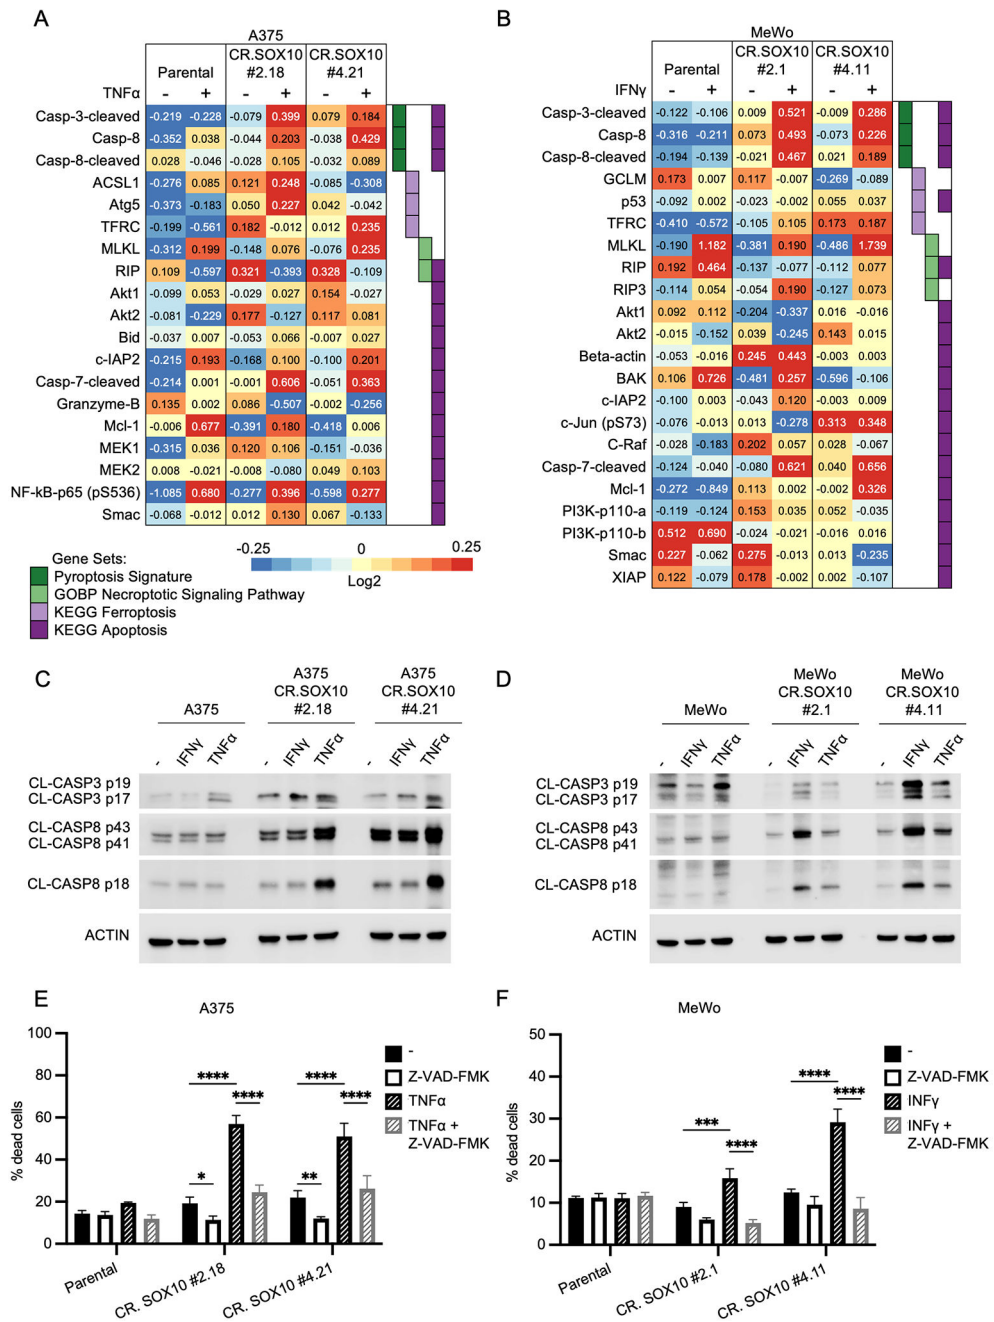 A
A375
Parental
CR.SOX10
#2.18
CR.SOX10
#4.21
TNFα - + - + - +
Casp-3-cleaved -0.219 -0.228 -0.079 0.399 0.079 0.184
Casp-8 -0.352 0.038 -0.044 0.203 -0.038 0.429
Casp-8-cleaved 0.028 -0.046 -0.028 0.105 -0.032 0.089
ACSL1 -0.276 0.085 0.121 0.248 -0.085 -0.308
Atg5 -0.373 -0.183 0.050 0.227 0.042 -0.042
TFRC -0.199 -0.561 0.182 -0.012 0.012 0.235
MLKL -0.312 0.199 -0.148 0.076 -0.076 0.235
RIP 0.109 -0.597 0.321 -0.393 0.328 -0.109
Akt1 -0.099 0.053 -0.029 0.027 0.154 -0.027
Akt2 -0.081 -0.229 0.177 -0.127 0.117 0.081
Bid -0.037 0.007 -0.053 0.066 -0.007 0.027
c-IAP2 -0.215 0.193 -0.168 0.100 -0.100 0.201
Casp-7-cleaved -0.214 0.001 -0.001 0.606 -0.051 0.363
Granzyme-B 0.135 0.002 0.086 -0.507 -0.002 -0.256
Mcl-1 -0.006 0.677 -0.391 0.180 -0.418 0.006
MEK1 -0.315 0.036 0.120 0.106 -0.151 -0.036
MEK2 0.008 -0.021 -0.008 -0.080 0.049 0.103
NF-kB-p65 (pS536) -1.085 0.680 -0.277 0.396 -0.598 0.277
Smac -0.068 -0.012 0.012 0.130 0.067 -0.133
Gene Sets:
Pyroptosis Signature
GOBP Necroptotic Signaling Pathway
KEGG Ferroptosis
KEGG Apoptosis
-0.25 0 0.25
Log2
B
MeWo
Parental
CR.SOX10
#2.1
CR.SOX10
#4.11
IFNγ - + - + - +
Casp-3-cleaved -0.122 -0.106 0.009 0.521 -0.009 0.286
Casp-8 -0.316 -0.211 0.073 0.493 -0.073 0.226
Casp-8-cleaved -0.194 -0.139 -0.021 0.467 0.021 0.189
GCLM 0.173 0.007 0.117 -0.007 -0.269 -0.089
p53 -0.092 0.002 -0.023 -0.002 0.055 0.037
TFRC -0.410 -0.572 -0.105 0.105 0.173 0.187
MLKL -0.190 1.182 -0.381 0.190 -0.486 1.739
RIP 0.192 0.464 -0.137 -0.077 -0.112 0.077
RIP3 -0.114 0.054 -0.054 0.190 -0.127 0.073
Akt1 0.092 0.112 -0.204 -0.337 0.016 -0.016
Akt2 -0.015 -0.152 0.039 -0.245 0.143 0.015
Beta-actin -0.053 -0.016 0.245 0.443 -0.003 0.003
BAK 0.106 0.726 -0.481 0.257 -0.596 -0.106
c-IAP2 -0.100 0.003 -0.043 0.120 -0.003 0.009
c-Jun (pS73) -0.076 -0.013 0.013 -0.278 0.313 0.348
C-Raf -0.028 -0.183 0.202 0.057 0.028 -0.067
Casp-7-cleaved -0.124 -0.040 -0.080 0.621 0.040 0.656
Mcl-1 -0.272 -0.849 0.113 0.002 -0.002 0.326
PI3K-p110-a -0.119 -0.124 0.153 0.035 0.052 -0.035
PI3K-p110-b 0.512 0.690 -0.024 -0.021 -0.016 0.016
Smac 0.227 -0.062 0.275 -0.013 0.013 -0.235
XIAP 0.122 -0.079 0.178 -0.002 0.002 -0.107
C
A375
A375
CR.SOX10
#2.18
A375
CR.SOX10
#4.21
- IFNγ TNFα - IFNγ TNFα - IFNγ TNFα
CL-CASP3 p19
CL-CASP3 p17
CL-CASP8 p43
CL-CASP8 p41
CL-CASP8 p18
ACTIN
D
MeWo
MeWo
CR.SOX10
#2.1
MeWo
CR.SOX10
#4.11
- IFNγ TNFα - IFNγ TNFα - IFNγ TNFα
CL-CASP3 p19
CL-CASP3 p17
CL-CASP8 p43
CL-CASP8 p41
CL-CASP8 p18
ACTIN
E
A375
% dead cells
100
80
60
40
20
0
**** **** **** ****
* **
Parental
CR. SOX10 #2.18
CR. SOX10 #4.21
-
Z-VAD-FMK
TNFα
TNFα +
Z-VAD-FMK
F
MeWo
% dead cells
50
40
30
20
10
0
**** ****
*** ****
Parental
CR. SOX10 #2.1
CR. SOX10 #4.11
-
Z-VAD-FMK
INFγ
INFγ +
Z-VAD-FMK